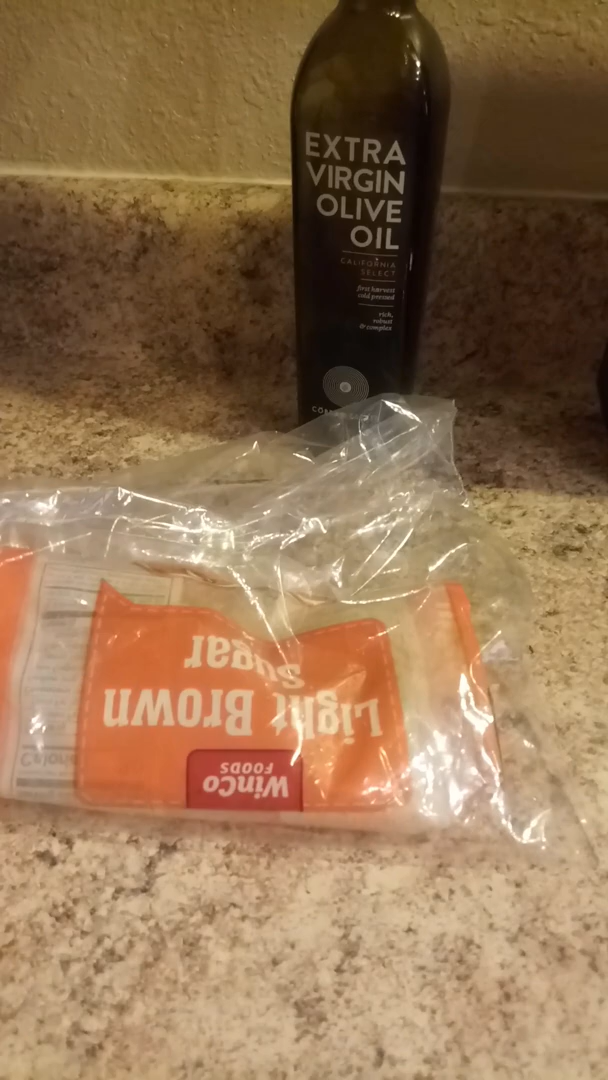 EXTRA
VIRGIN
OLIVE
OIL
CALIFORNIA
SELECT
first harvest
cold pressed
rich,
robust
& complex
WinCo
FOODS
Light Brown
Sugar